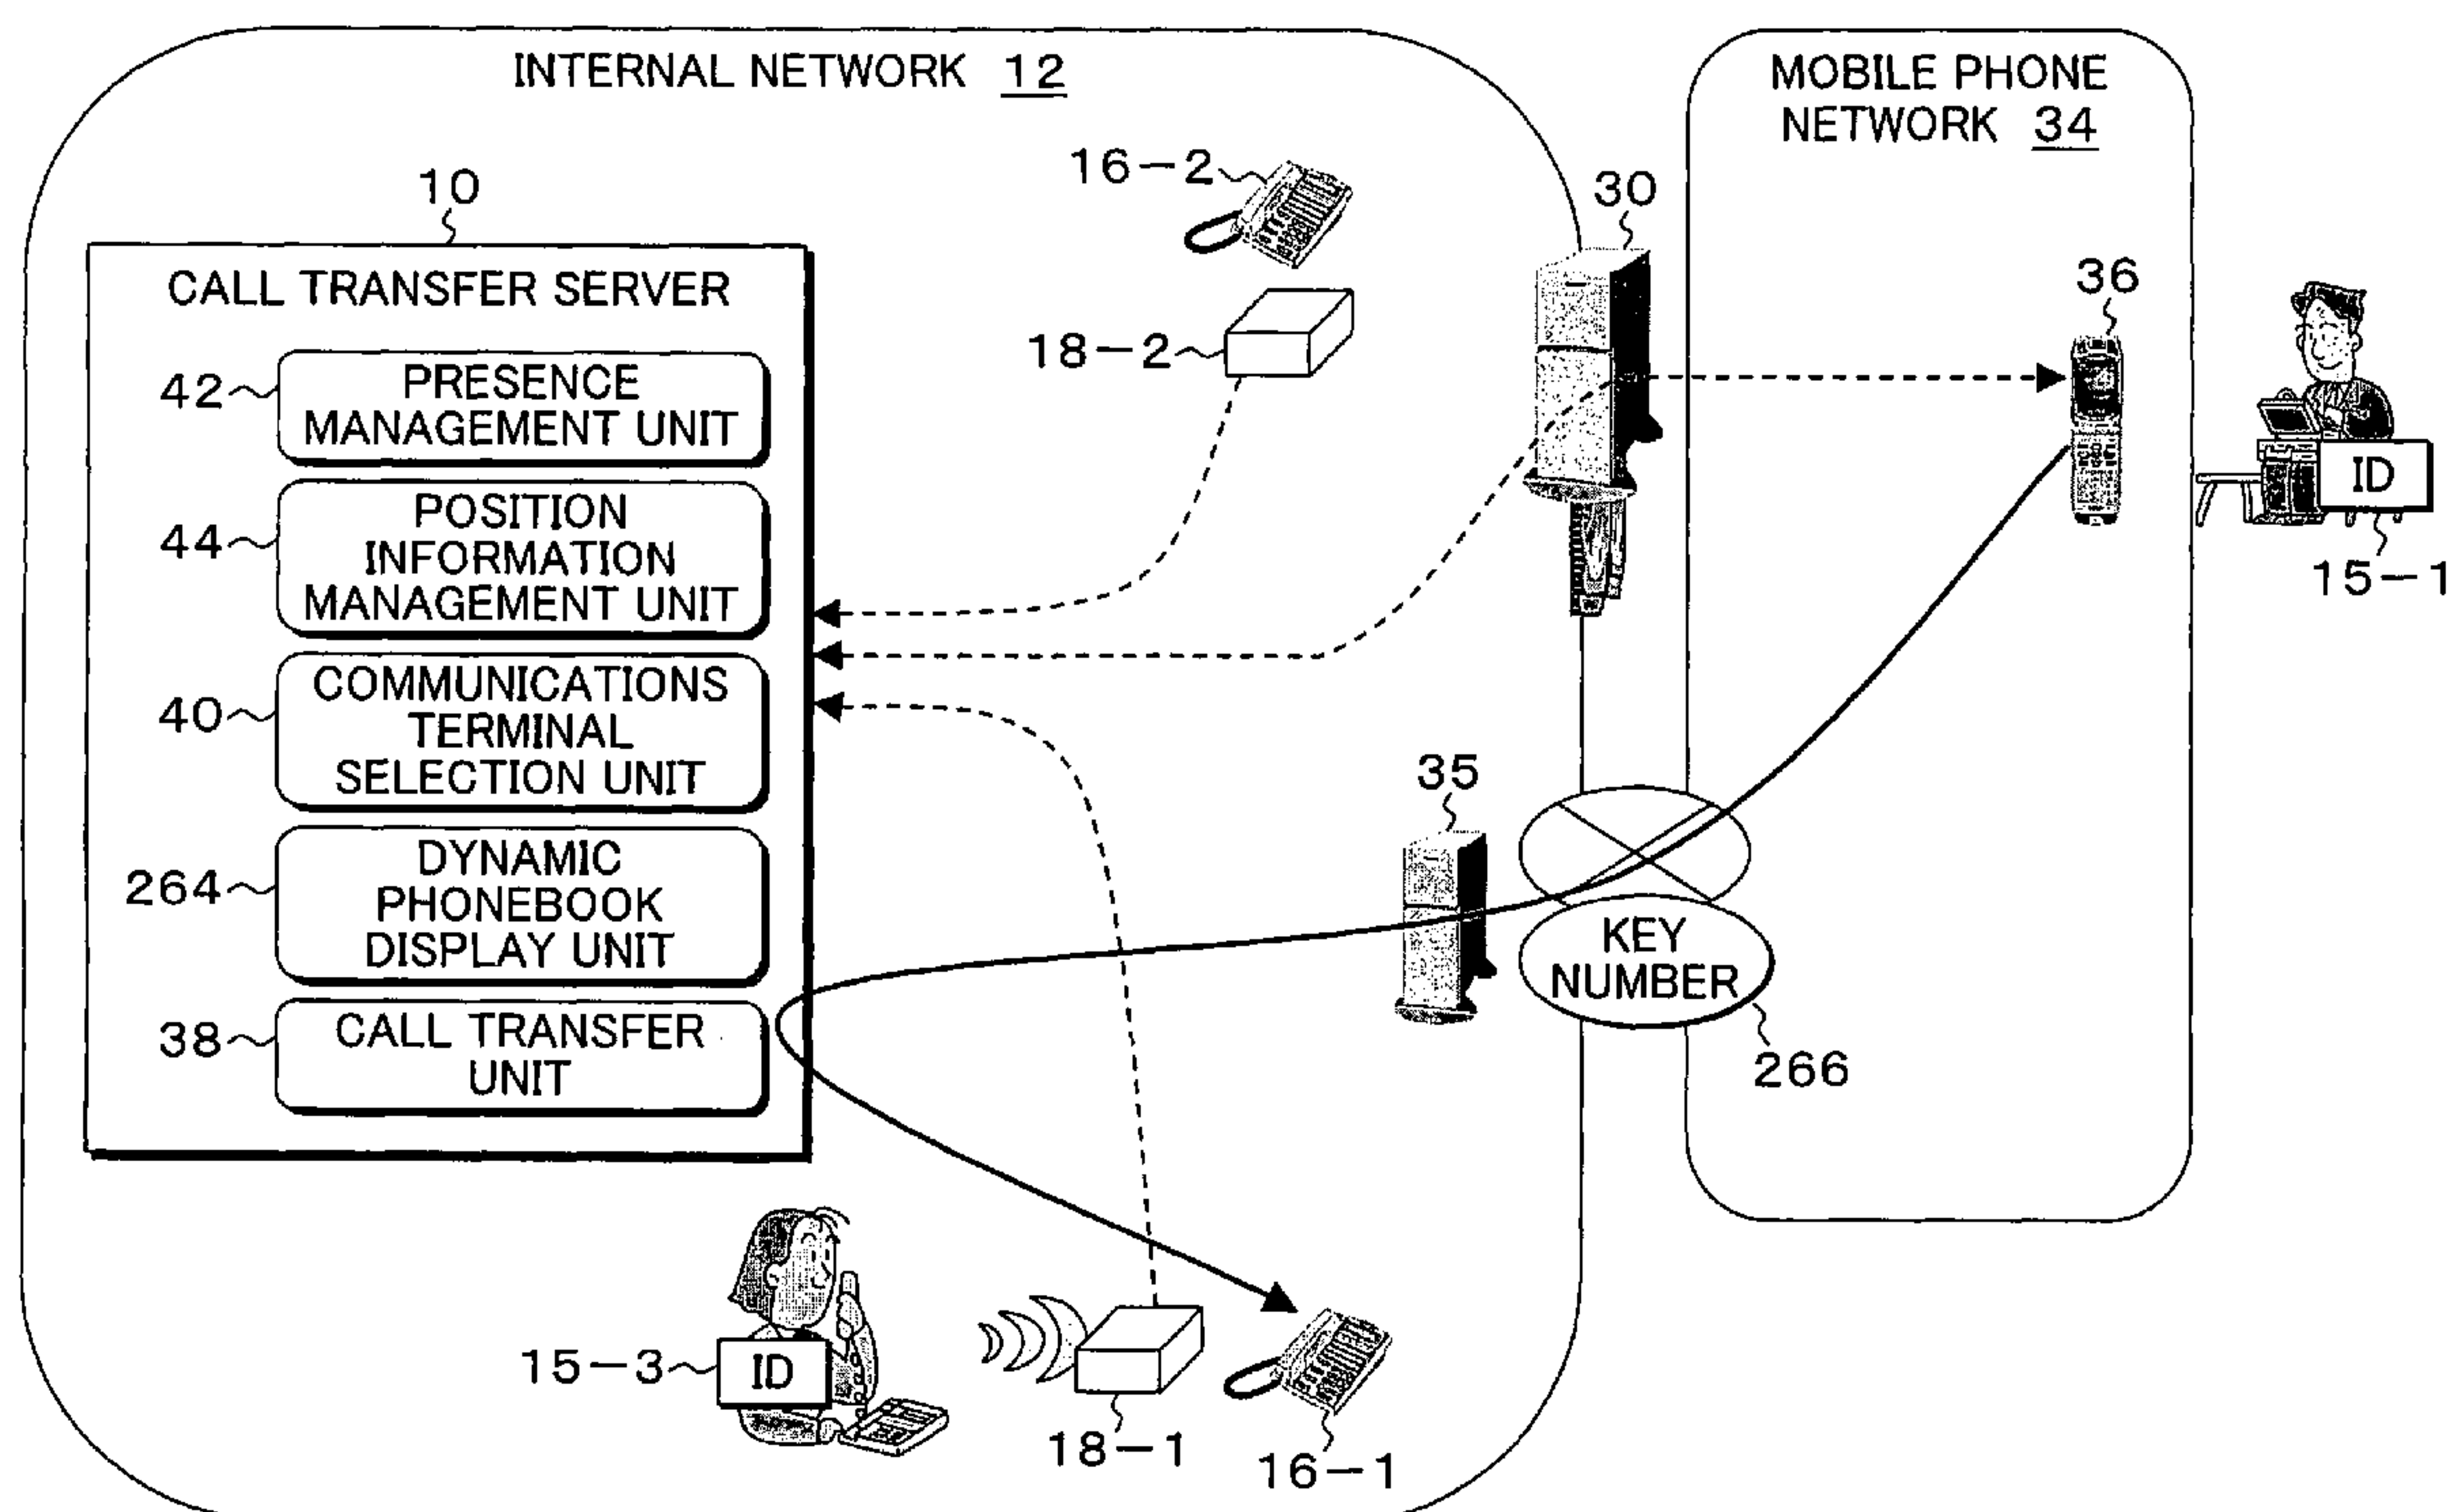 INTERNAL NETWORK 12
MOBILE PHONE
NETWORK 34
16-2
30
10
36
CALL TRANSFER SERVER
18-2
42
PRESENCE
MANAGEMENT UNIT
ID
44
POSITION
INFORMATION
MANAGEMENT UNIT
15-1
40
COMMUNICATIONS
TERMINAL
SELECTION UNIT
35
264
DYNAMIC
PHONEBOOK
DISPLAY UNIT
KEY
NUMBER
38
CALL TRANSFER
UNIT
266
15-3
ID
18-1
16-1